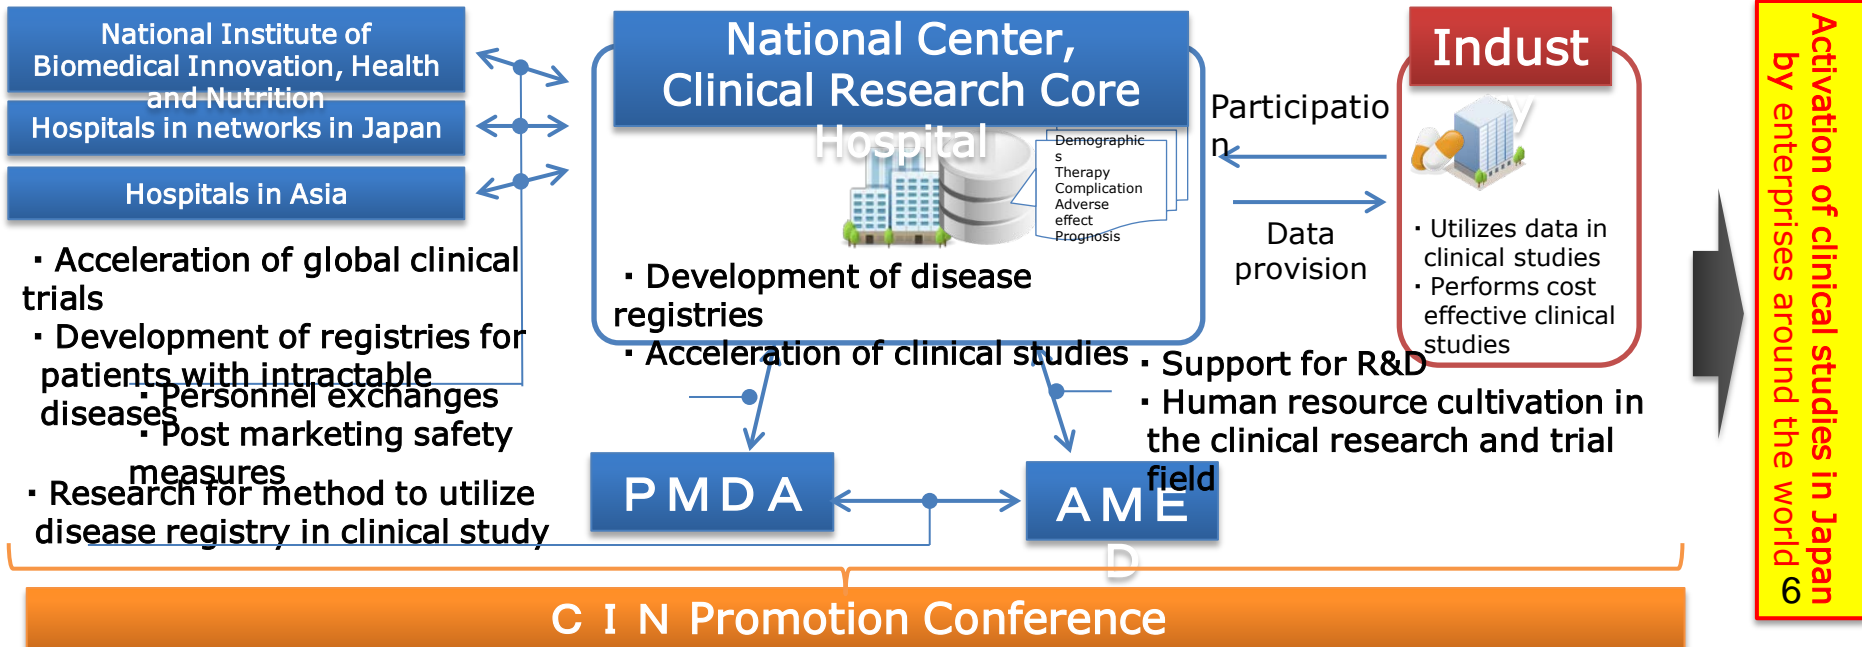 National Institute of
Biomedical Innovation, Health
and Nutrition
Hospitals in networks in Japan
Hospitals in Asia
・Acceleration of global clinical
trials
・Development of registries for
patients with intractable
diseases
・Personnel exchanges
・Post marketing safety
measures
・Research for method to utilize
disease registry in clinical study
National Center,
Clinical Research Core
Hospital
Demographic
s
Therapy
Complication
Adverse
effect
Prognosis
・Development of disease
registries
・Acceleration of clinical studies
Participatio
n
Data
provision
Indust
ry
・Utilizes data in
clinical studies
・Performs cost
effective clinical
studies
・Support for R&D
・Human resource cultivation in
the clinical research and trial
field
ＰＭＤＡ
ＡＭＥ
Ｄ
ＣＩＮ Promotion Conference
Activation of clinical studies in Japan
by enterprises around the world
6